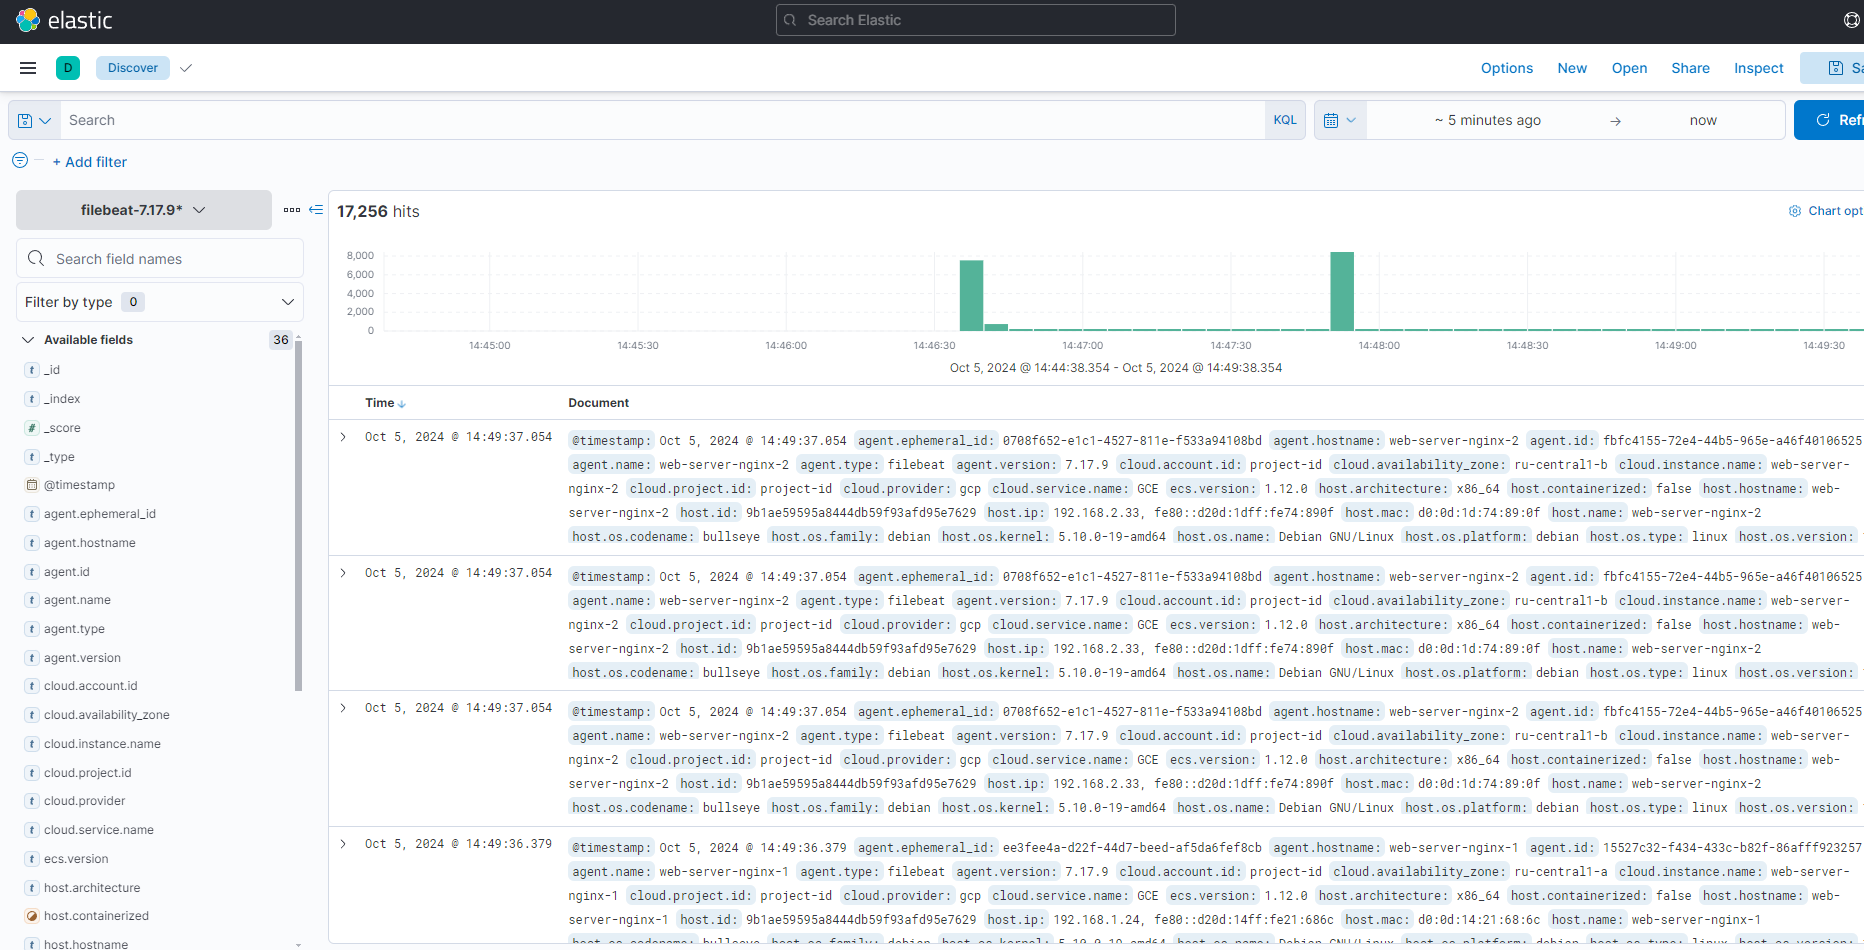 elastic
Search Elastic
D
Discover
Options
New
Open
Share
Inspect
Search
KQL
~ 5 minutes ago
→
now
+ Add filter
filebeat-7.17.9*
17,256 hits
Search field names
Filter by type 0
Available fields 36
t _id
t _index
# _score
t _type
@timestamp
t agent.ephemeral_id
t agent.hostname
t agent.id
t agent.name
t agent.type
t agent.version
t cloud.account.id
t cloud.availability_zone
t cloud.instance.name
t cloud.project.id
t cloud.provider
t cloud.service.name
t ecs.version
t host.architecture
host.containerized
t host.hostname
Chart
8,000
6,000
4,000
2,000
0
14:45:00 14:45:30 14:46:00 14:46:30 14:47:00 14:47:30 14:48:00 14:48:30 14:49:00 14:49:30
Oct 5, 2024 @ 14:44:38.354 - Oct 5, 2024 @ 14:49:38.354
Time Document
Oct 5, 2024 @ 14:49:37.054
@timestamp: Oct 5, 2024 @ 14:49:37.054 agent.ephemeral_id: 0708f652-e1c1-4527-811e-f533a94108bd agent.hostname: web-server-nginx-2 agent.id: fbfc4155-72e4-44b5-965e-a46f40106525
agent.name: web-server-nginx-2 agent.type: filebeat agent.version: 7.17.9 cloud.account.id: project-id cloud.availability_zone: ru-central1-b cloud.instance.name: web-server-
nginx-2 cloud.project.id: project-id cloud.provider: gcp cloud.service.name: GCE ecs.version: 1.12.0 host.architecture: x86_64 host.containerized: false host.hostname: web-
server-nginx-2 host.id: 9b1ae59595a8444db59f93afd95e7629 host.ip: 192.168.2.33, fe80::d20d:1dff:fe74:890f host.mac: d0:0d:1d:74:89:0f host.name: web-server-nginx-2
host.os.codename: bullseye host.os.family: debian host.os.kernel: 5.10.0-19-amd64 host.os.name: Debian GNU/Linux host.os.platform: debian host.os.type: linux host.os.version:
Oct 5, 2024 @ 14:49:37.054
@timestamp: Oct 5, 2024 @ 14:49:37.054 agent.ephemeral_id: 0708f652-e1c1-4527-811e-f533a94108bd agent.hostname: web-server-nginx-2 agent.id: fbfc4155-72e4-44b5-965e-a46f40106525
agent.name: web-server-nginx-2 agent.type: filebeat agent.version: 7.17.9 cloud.account.id: project-id cloud.availability_zone: ru-central1-b cloud.instance.name: web-server-
nginx-2 cloud.project.id: project-id cloud.provider: gcp cloud.service.name: GCE ecs.version: 1.12.0 host.architecture: x86_64 host.containerized: false host.hostname: web-
server-nginx-2 host.id: 9b1ae59595a8444db59f93afd95e7629 host.ip: 192.168.2.33, fe80::d20d:1dff:fe74:890f host.mac: d0:0d:1d:74:89:0f host.name: web-server-nginx-2
host.os.codename: bullseye host.os.family: debian host.os.kernel: 5.10.0-19-amd64 host.os.name: Debian GNU/Linux host.os.platform: debian host.os.type: linux host.os.version:
Oct 5, 2024 @ 14:49:37.054
@timestamp: Oct 5, 2024 @ 14:49:37.054 agent.ephemeral_id: 0708f652-e1c1-4527-811e-f533a94108bd agent.hostname: web-server-nginx-2 agent.id: fbfc4155-72e4-44b5-965e-a46f40106525
agent.name: web-server-nginx-2 agent.type: filebeat agent.version: 7.17.9 cloud.account.id: project-id cloud.availability_zone: ru-central1-b cloud.instance.name: web-server-
nginx-2 cloud.project.id: project-id cloud.provider: gcp cloud.service.name: GCE ecs.version: 1.12.0 host.architecture: x86_64 host.containerized: false host.hostname: web-
server-nginx-2 host.id: 9b1ae59595a8444db59f93afd95e7629 host.ip: 192.168.2.33, fe80::d20d:1dff:fe74:890f host.mac: d0:0d:1d:74:89:0f host.name: web-server-nginx-2
host.os.codename: bullseye host.os.family: debian host.os.kernel: 5.10.0-19-amd64 host.os.name: Debian GNU/Linux host.os.platform: debian host.os.type: linux host.os.version:
Oct 5, 2024 @ 14:49:36.379
@timestamp: Oct 5, 2024 @ 14:49:36.379 agent.ephemeral_id: ee3fee4a-d22f-44d7-beed-af5da6fef8cb agent.hostname: web-server-nginx-1 agent.id: 15527c32-f434-433c-b82f-86afff923257
agent.name: web-server-nginx-1 agent.type: filebeat agent.version: 7.17.9 cloud.account.id: project-id cloud.availability_zone: ru-central1-a cloud.instance.name: web-server-
nginx-1 cloud.project.id: project-id cloud.provider: gcp cloud.service.name: GCE ecs.version: 1.12.0 host.architecture: x86_64 host.containerized: false host.hostname: web-
server-nginx-1 host.id: 9b1ae59595a8444db59f93afd95e7629 host.ip: 192.168.1.24, fe80::d20d:14ff:fe21:686c host.mac: d0:0d:14:21:68:6c host.name: web-server-nginx-1